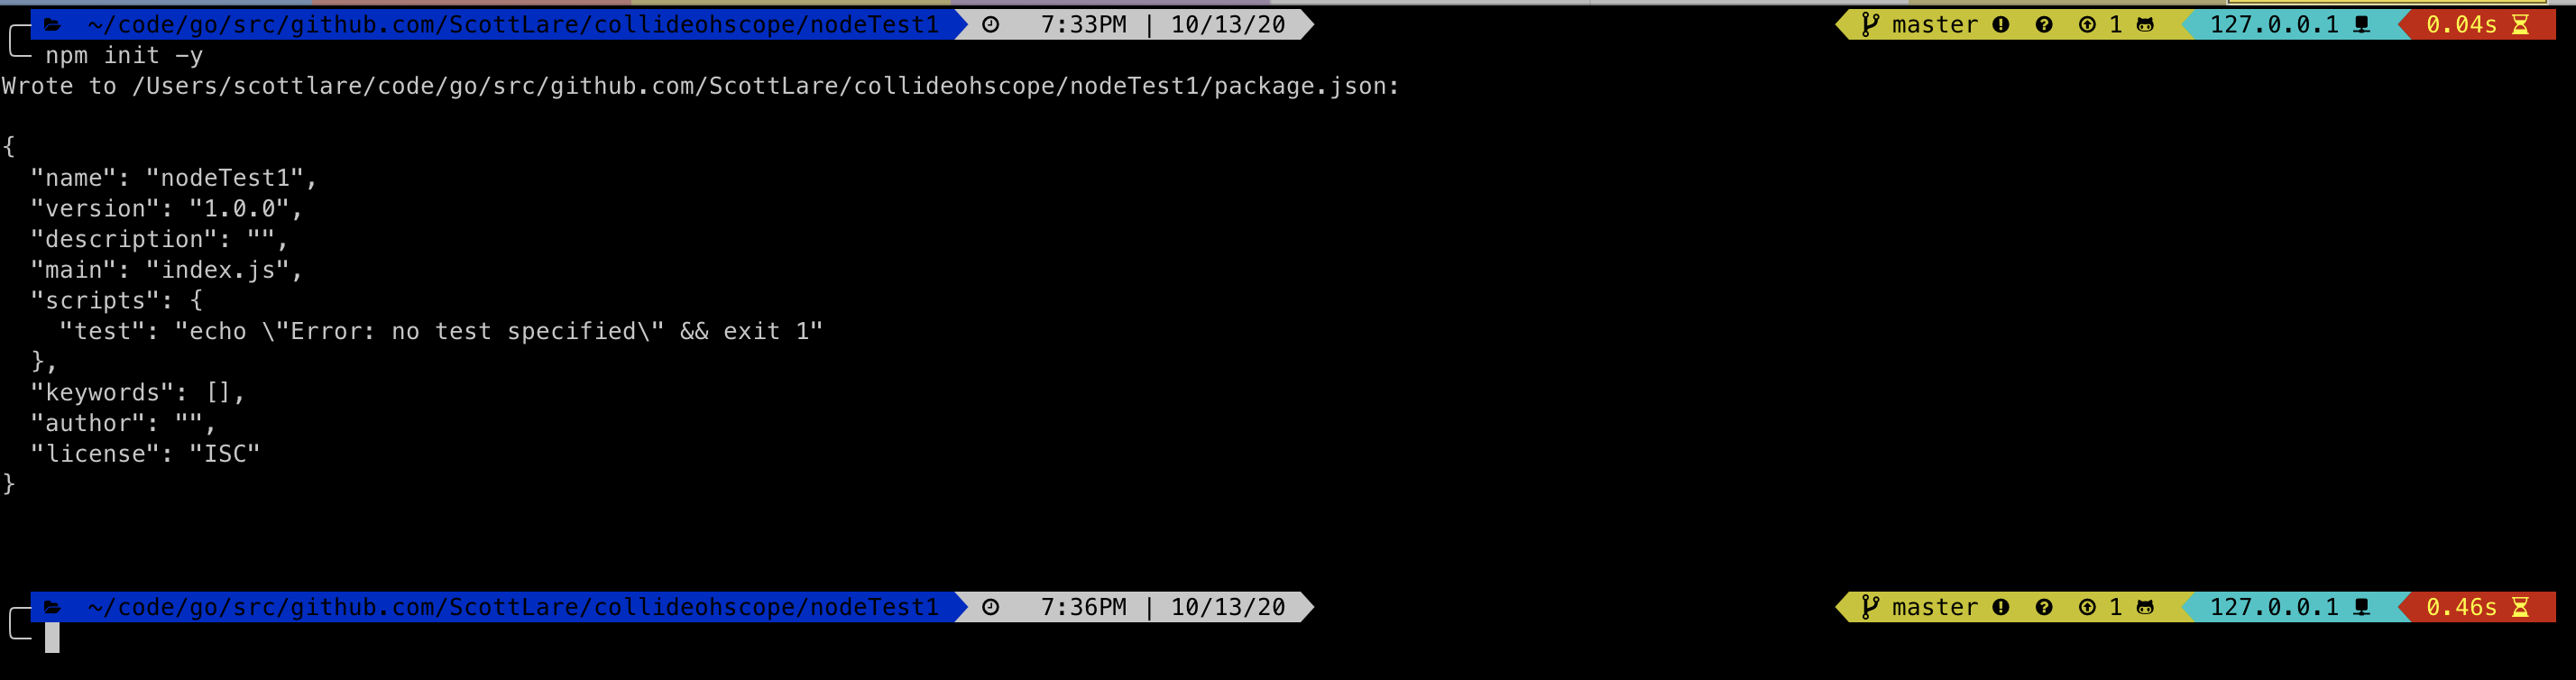 ~/code/go/src/github.com/ScottLare/collideohscope/nodeTest1 7:33PM | 10/13/20 master 1 127.0.0.1 0.04s
npm init -y
Wrote to /Users/scottlare/code/go/src/github.com/ScottLare/collideohscope/nodeTest1/package.json:
{
"name": "nodeTest1",
"version": "1.0.0",
"description": "",
"main": "index.js",
"scripts": {
"test": "echo \"Error: no test specified\" && exit 1"
},
"keywords": [],
"author": "",
"license": "ISC"
}
~/code/go/src/github.com/ScottLare/collideohscope/nodeTest1 7:36PM | 10/13/20 master 1 127.0.0.1 0.46s